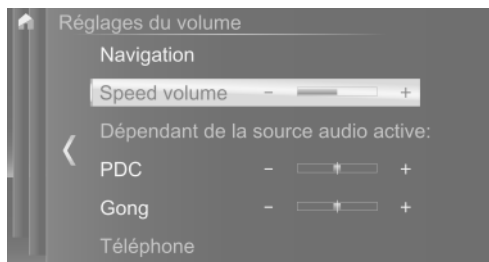 Réglages du volume
Navigation
Speed volume - +
Dépendant de la source audio active:
PDC - +
Gong - +
Téléphone